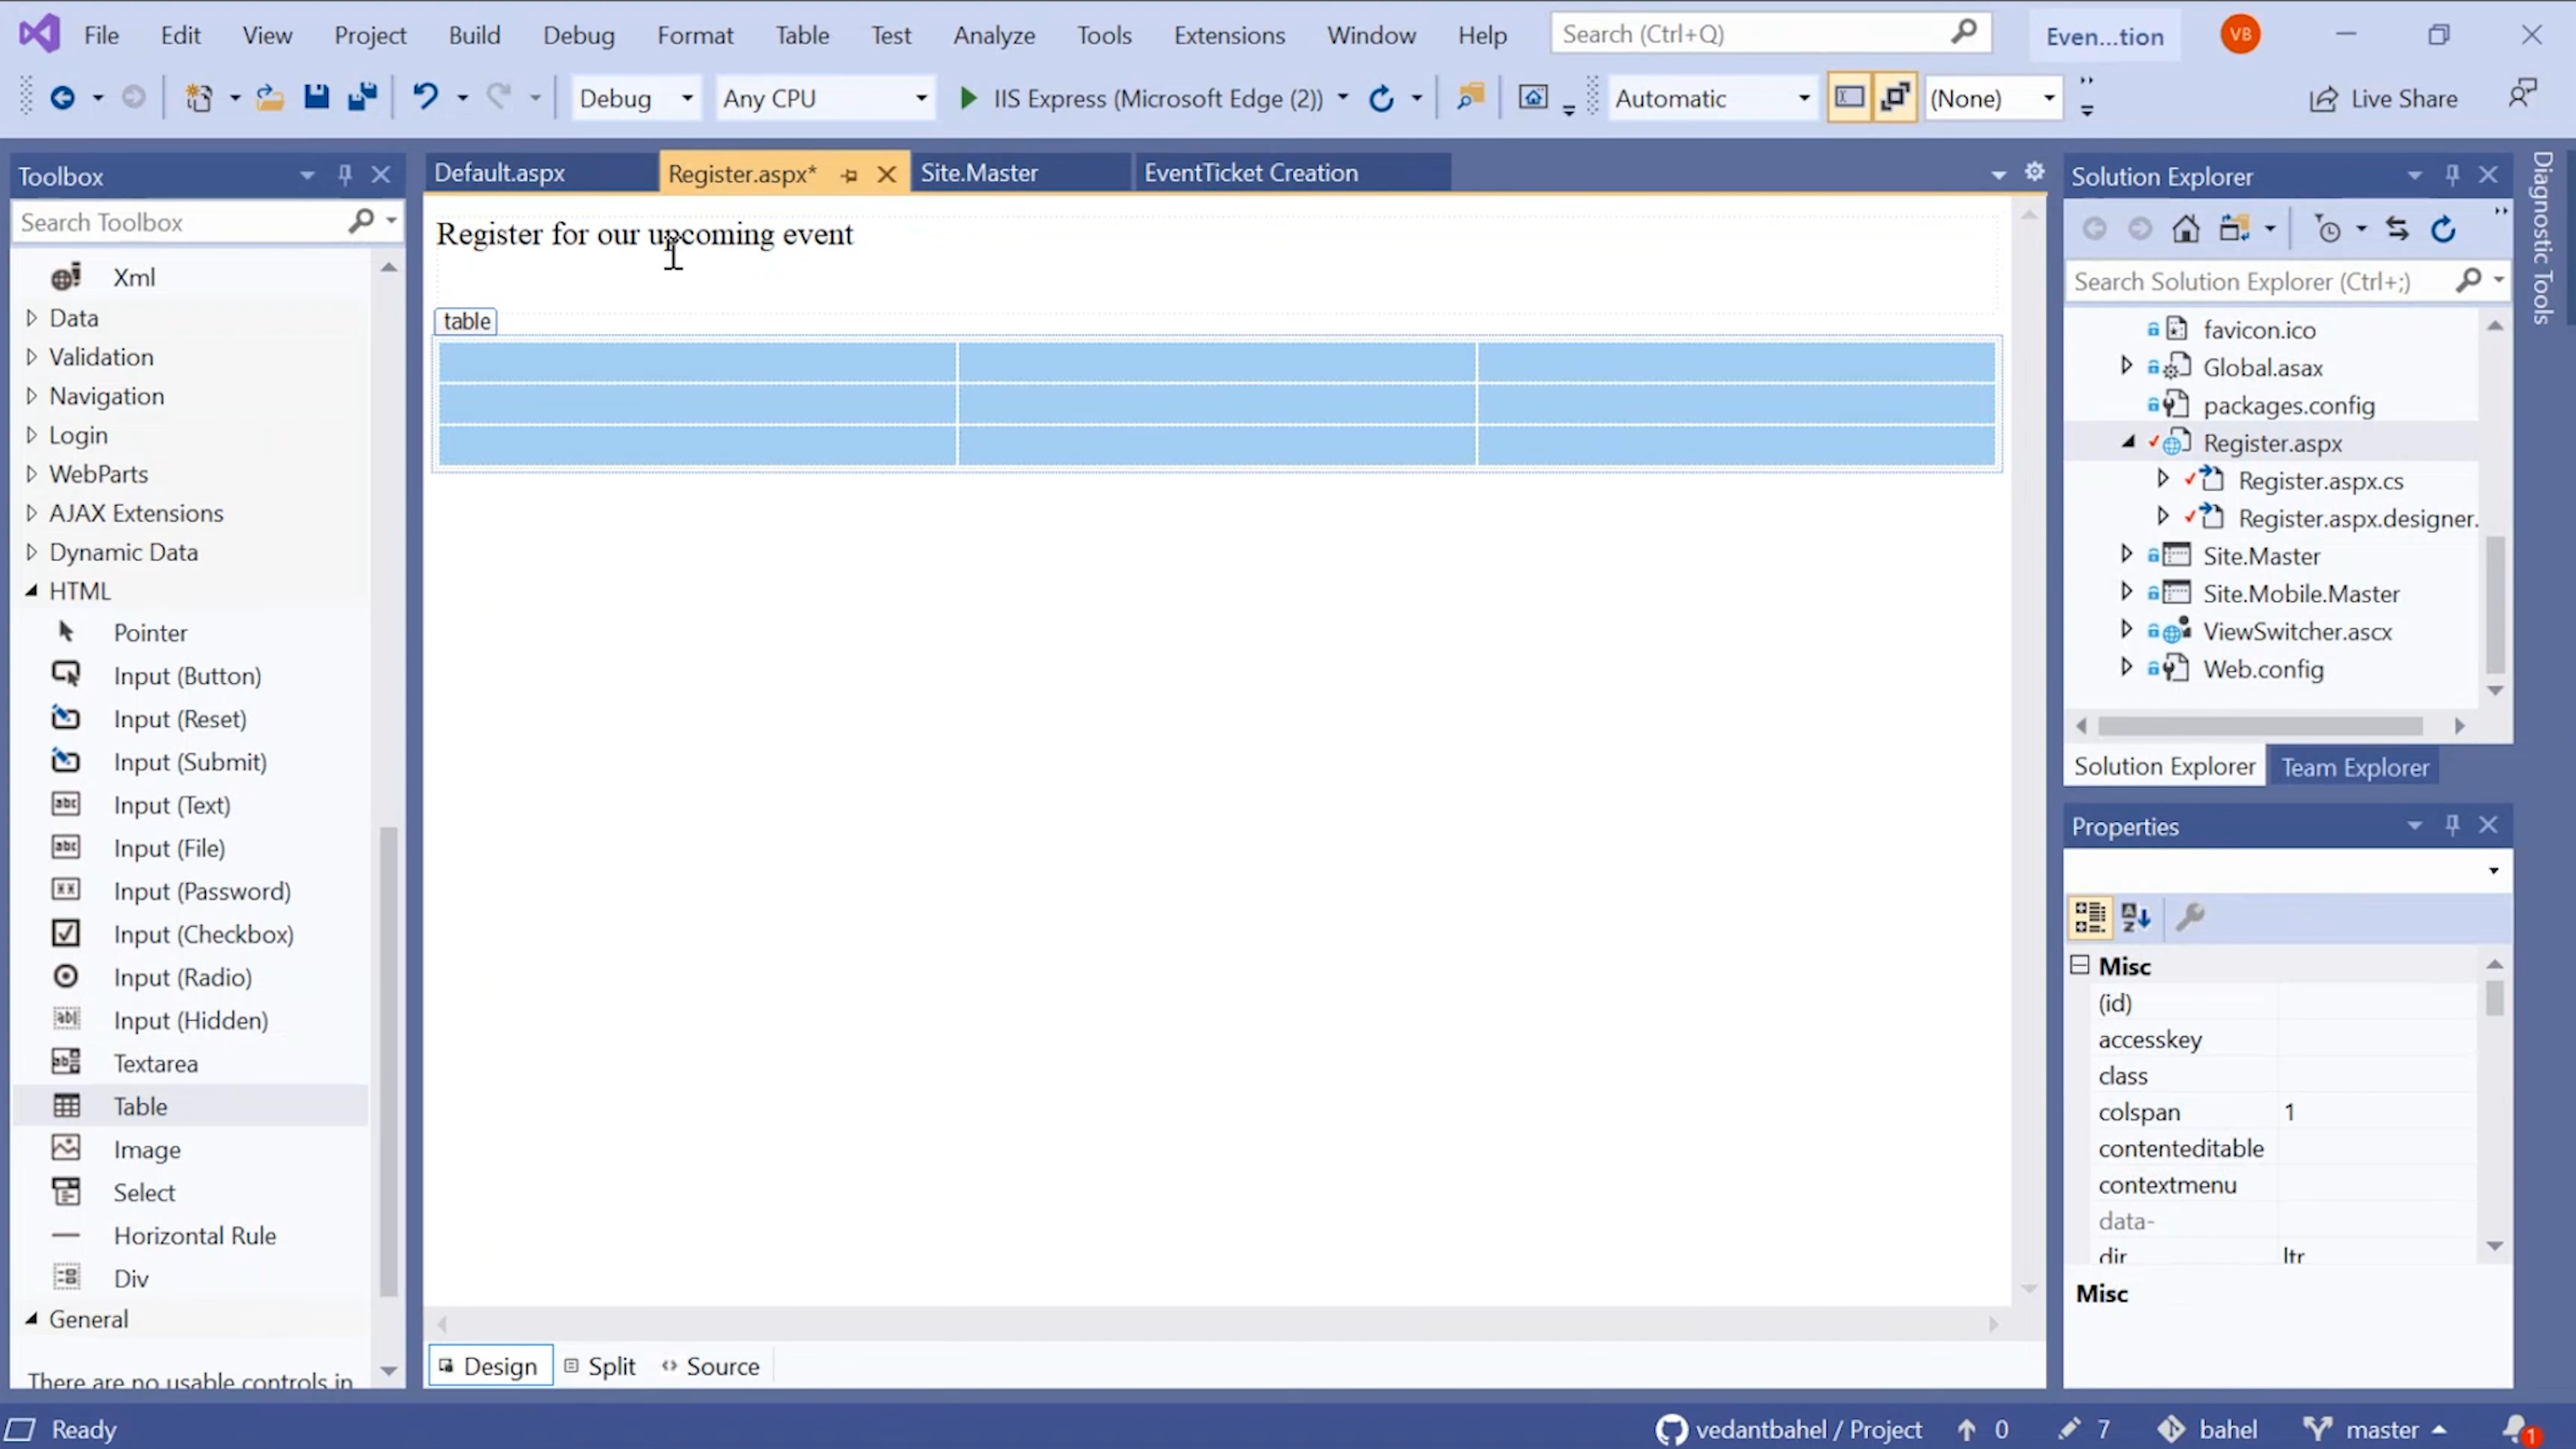 File Edit View Project Build Debug Format Table Test Analyze Tools Extensions Window Help Search (Ctrl+Q) Even...tion VB
Debug Any CPU IIS Express (Microsoft Edge (2)) Automatic (None) Live Share
Toolbox
Search Toolbox
Xml
Data
Validation
Navigation
Login
WebParts
AJAX Extensions
Dynamic Data
HTML
Pointer
Input (Button)
Input (Reset)
Input (Submit)
Input (Text)
Input (File)
Input (Password)
Input (Checkbox)
Input (Radio)
Input (Hidden)
Textarea
Table
Image
Select
Horizontal Rule
Div
General
There are no usable controls in
Default.aspx Register.aspx* Site.Master EventTicket Creation
Register for our upcoming event
table
Design Split Source
Solution Explorer
Search Solution Explorer (Ctrl+;)
favicon.ico
Global.asax
packages.config
Register.aspx
Register.aspx.cs
Register.aspx.designer.
Site.Master
Site.Mobile.Master
ViewSwitcher.ascx
Web.config
Solution Explorer Team Explorer
Properties
Misc
(id)
accesskey
class
colspan 1
contenteditable
contextmenu
data-
dir ltr
Misc
Diagnostic Tools
Ready vedantbahel / Project 0 7 bahel master 1